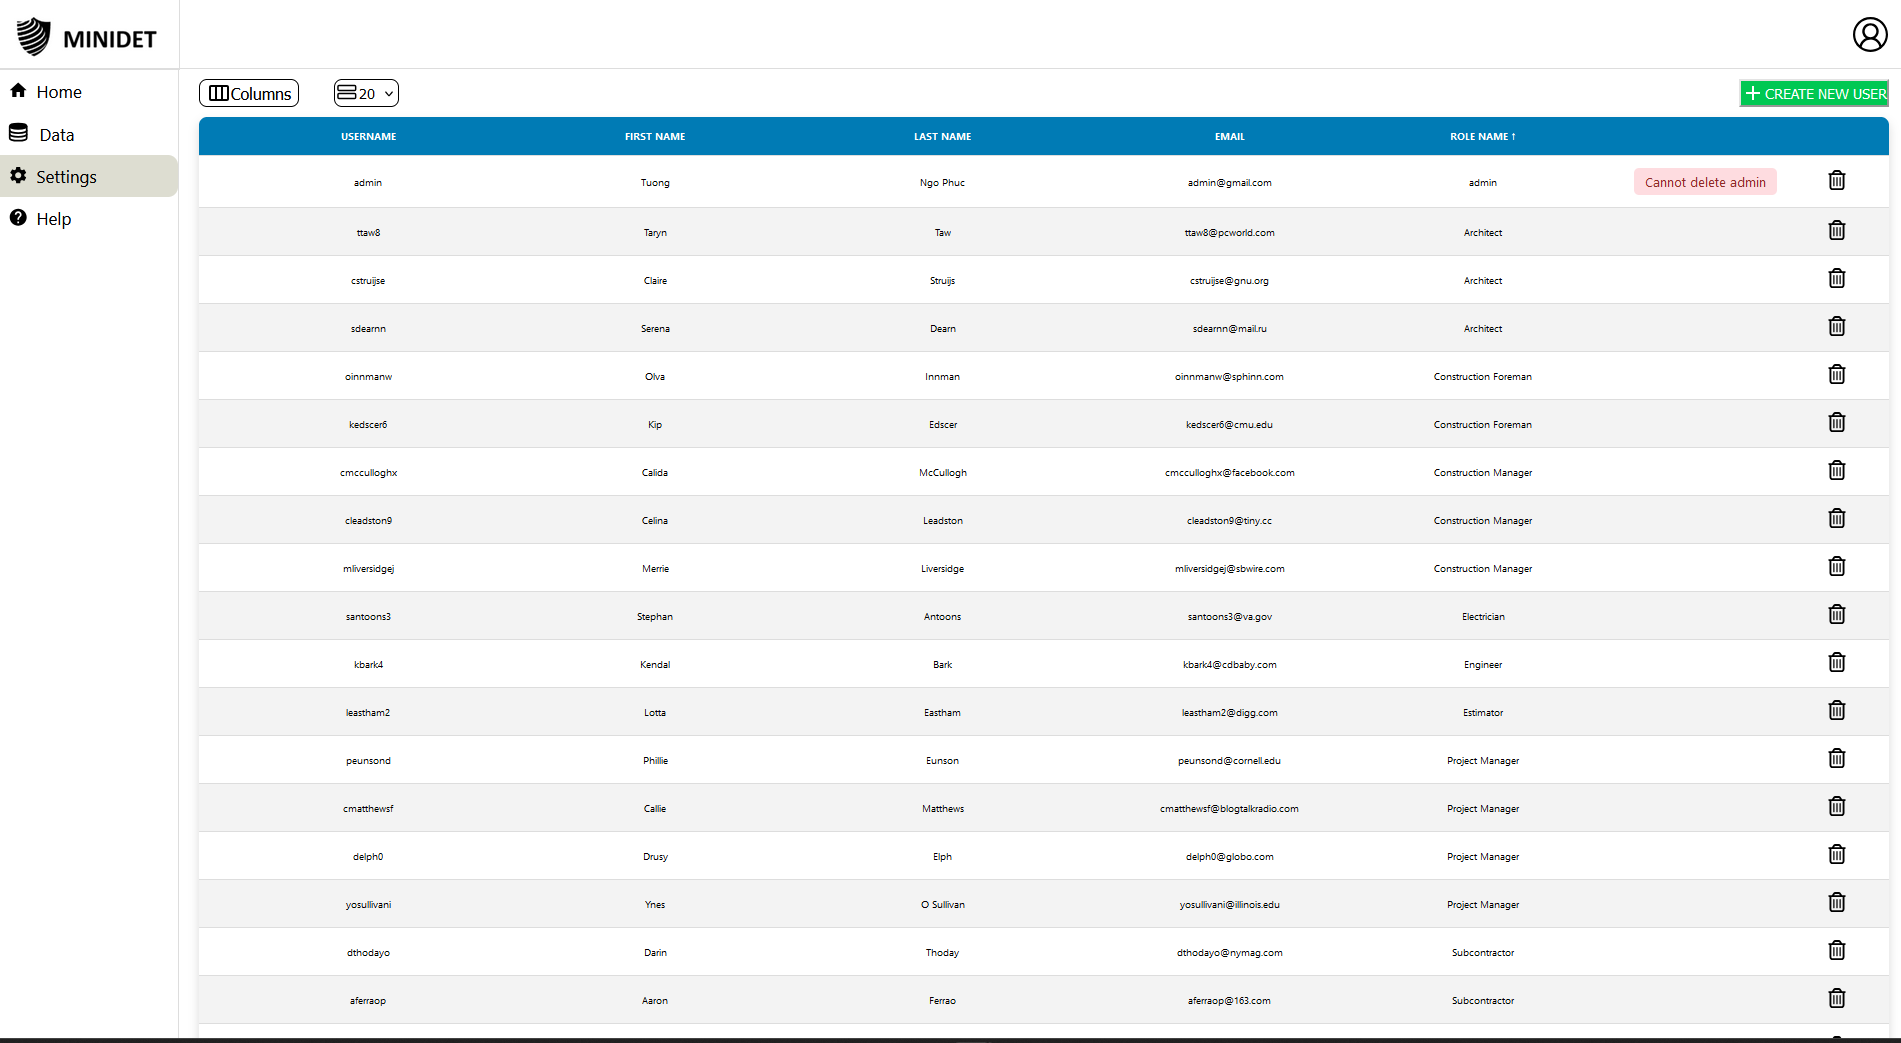 MINIDET
Home
Data
Settings
Help
Columns
20
CREATE NEW USER
USERNAME FIRST NAME LAST NAME EMAIL ROLE NAME ↑
admin Tuong Ngo Phuc admin@gmail.com admin Cannot delete admin
ttaw8 Taryn Taw ttaw8@pcworld.com Architect
cstruijse Claire Struijs cstruijse@gnu.org Architect
sdearnn Serena Dearn sdearnn@mail.ru Architect
oinnmanw Olva Innman oinnmanw@sphinn.com Construction Foreman
kedscer6 Kip Edscer kedscer6@cmu.edu Construction Foreman
cmcculloghx Calida McCullogh cmcculloghx@facebook.com Construction Manager
cleadston9 Celina Leadston cleadston9@tiny.cc Construction Manager
mliversidgej Merrie Liversidge mliversidgej@sbwire.com Construction Manager
santoons3 Stephan Antoons santoons3@va.gov Electrician
kbark4 Kendal Bark kbark4@cdbaby.com Engineer
leastham2 Lotta Eastham leastham2@digg.com Estimator
peunsond Phillie Eunson peunsond@cornell.edu Project Manager
cmatthewsf Callie Matthews cmatthewsf@blogtalkradio.com Project Manager
delph0 Drusy Elph delph0@globo.com Project Manager
yosullivani Ynes O Sullivan yosullivani@illinois.edu Project Manager
dthodayo Darin Thoday dthodayo@nymag.com Subcontractor
aferraop Aaron Ferrao aferraop@163.com Subcontractor